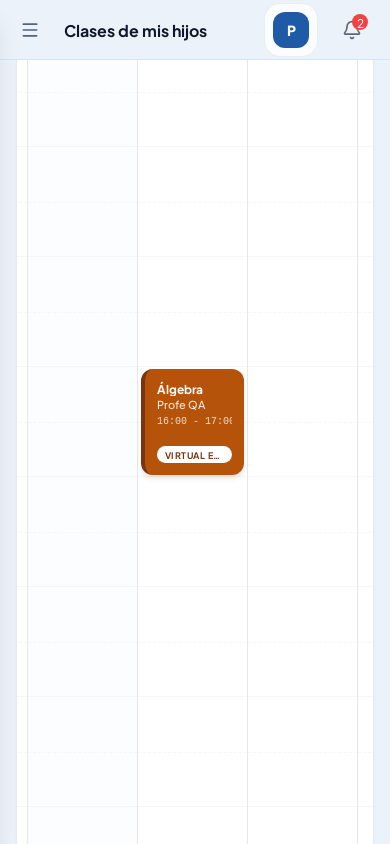 Clases de mis hijos
P
2
Álgebra
Profe QA
16:00 - 17:00
VIRTUAL E…